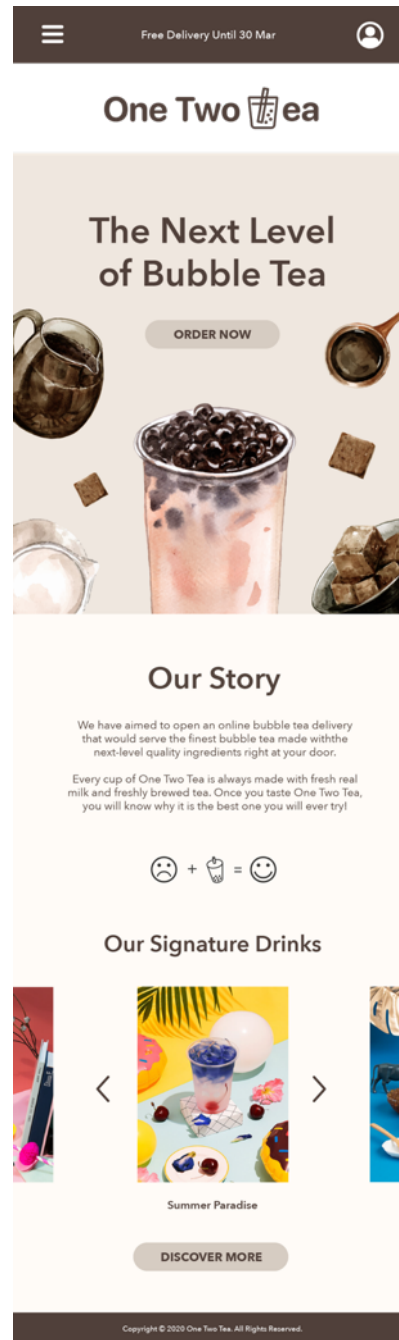 Free Delivery Until 30 Mar
One Two ea
The Next Level
of Bubble Tea
ORDER NOW
Our Story
We have aimed to open an online bubble tea delivery
that would serve the finest bubble tea made withthe
next-level quality ingredients right at your door.
Every cup of One Two Tea is always made with fresh real
milk and freshly brewed tea. Once you taste One Two Tea,
you will know why it is the best one you will ever try!
+ =
Our Signature Drinks
Summer Paradise
DISCOVER MORE
Copyright © 2020 One Two Tea. All Rights Reserved.